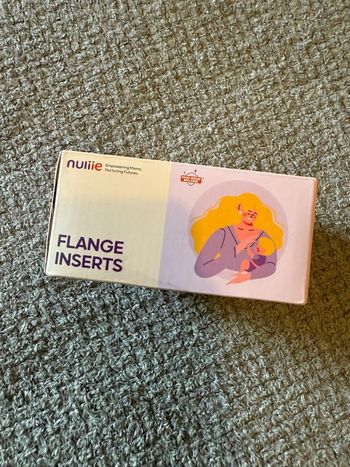 nuliie
Empowering Moms.
Nurturing Futures.
FLANGE
INSERTS